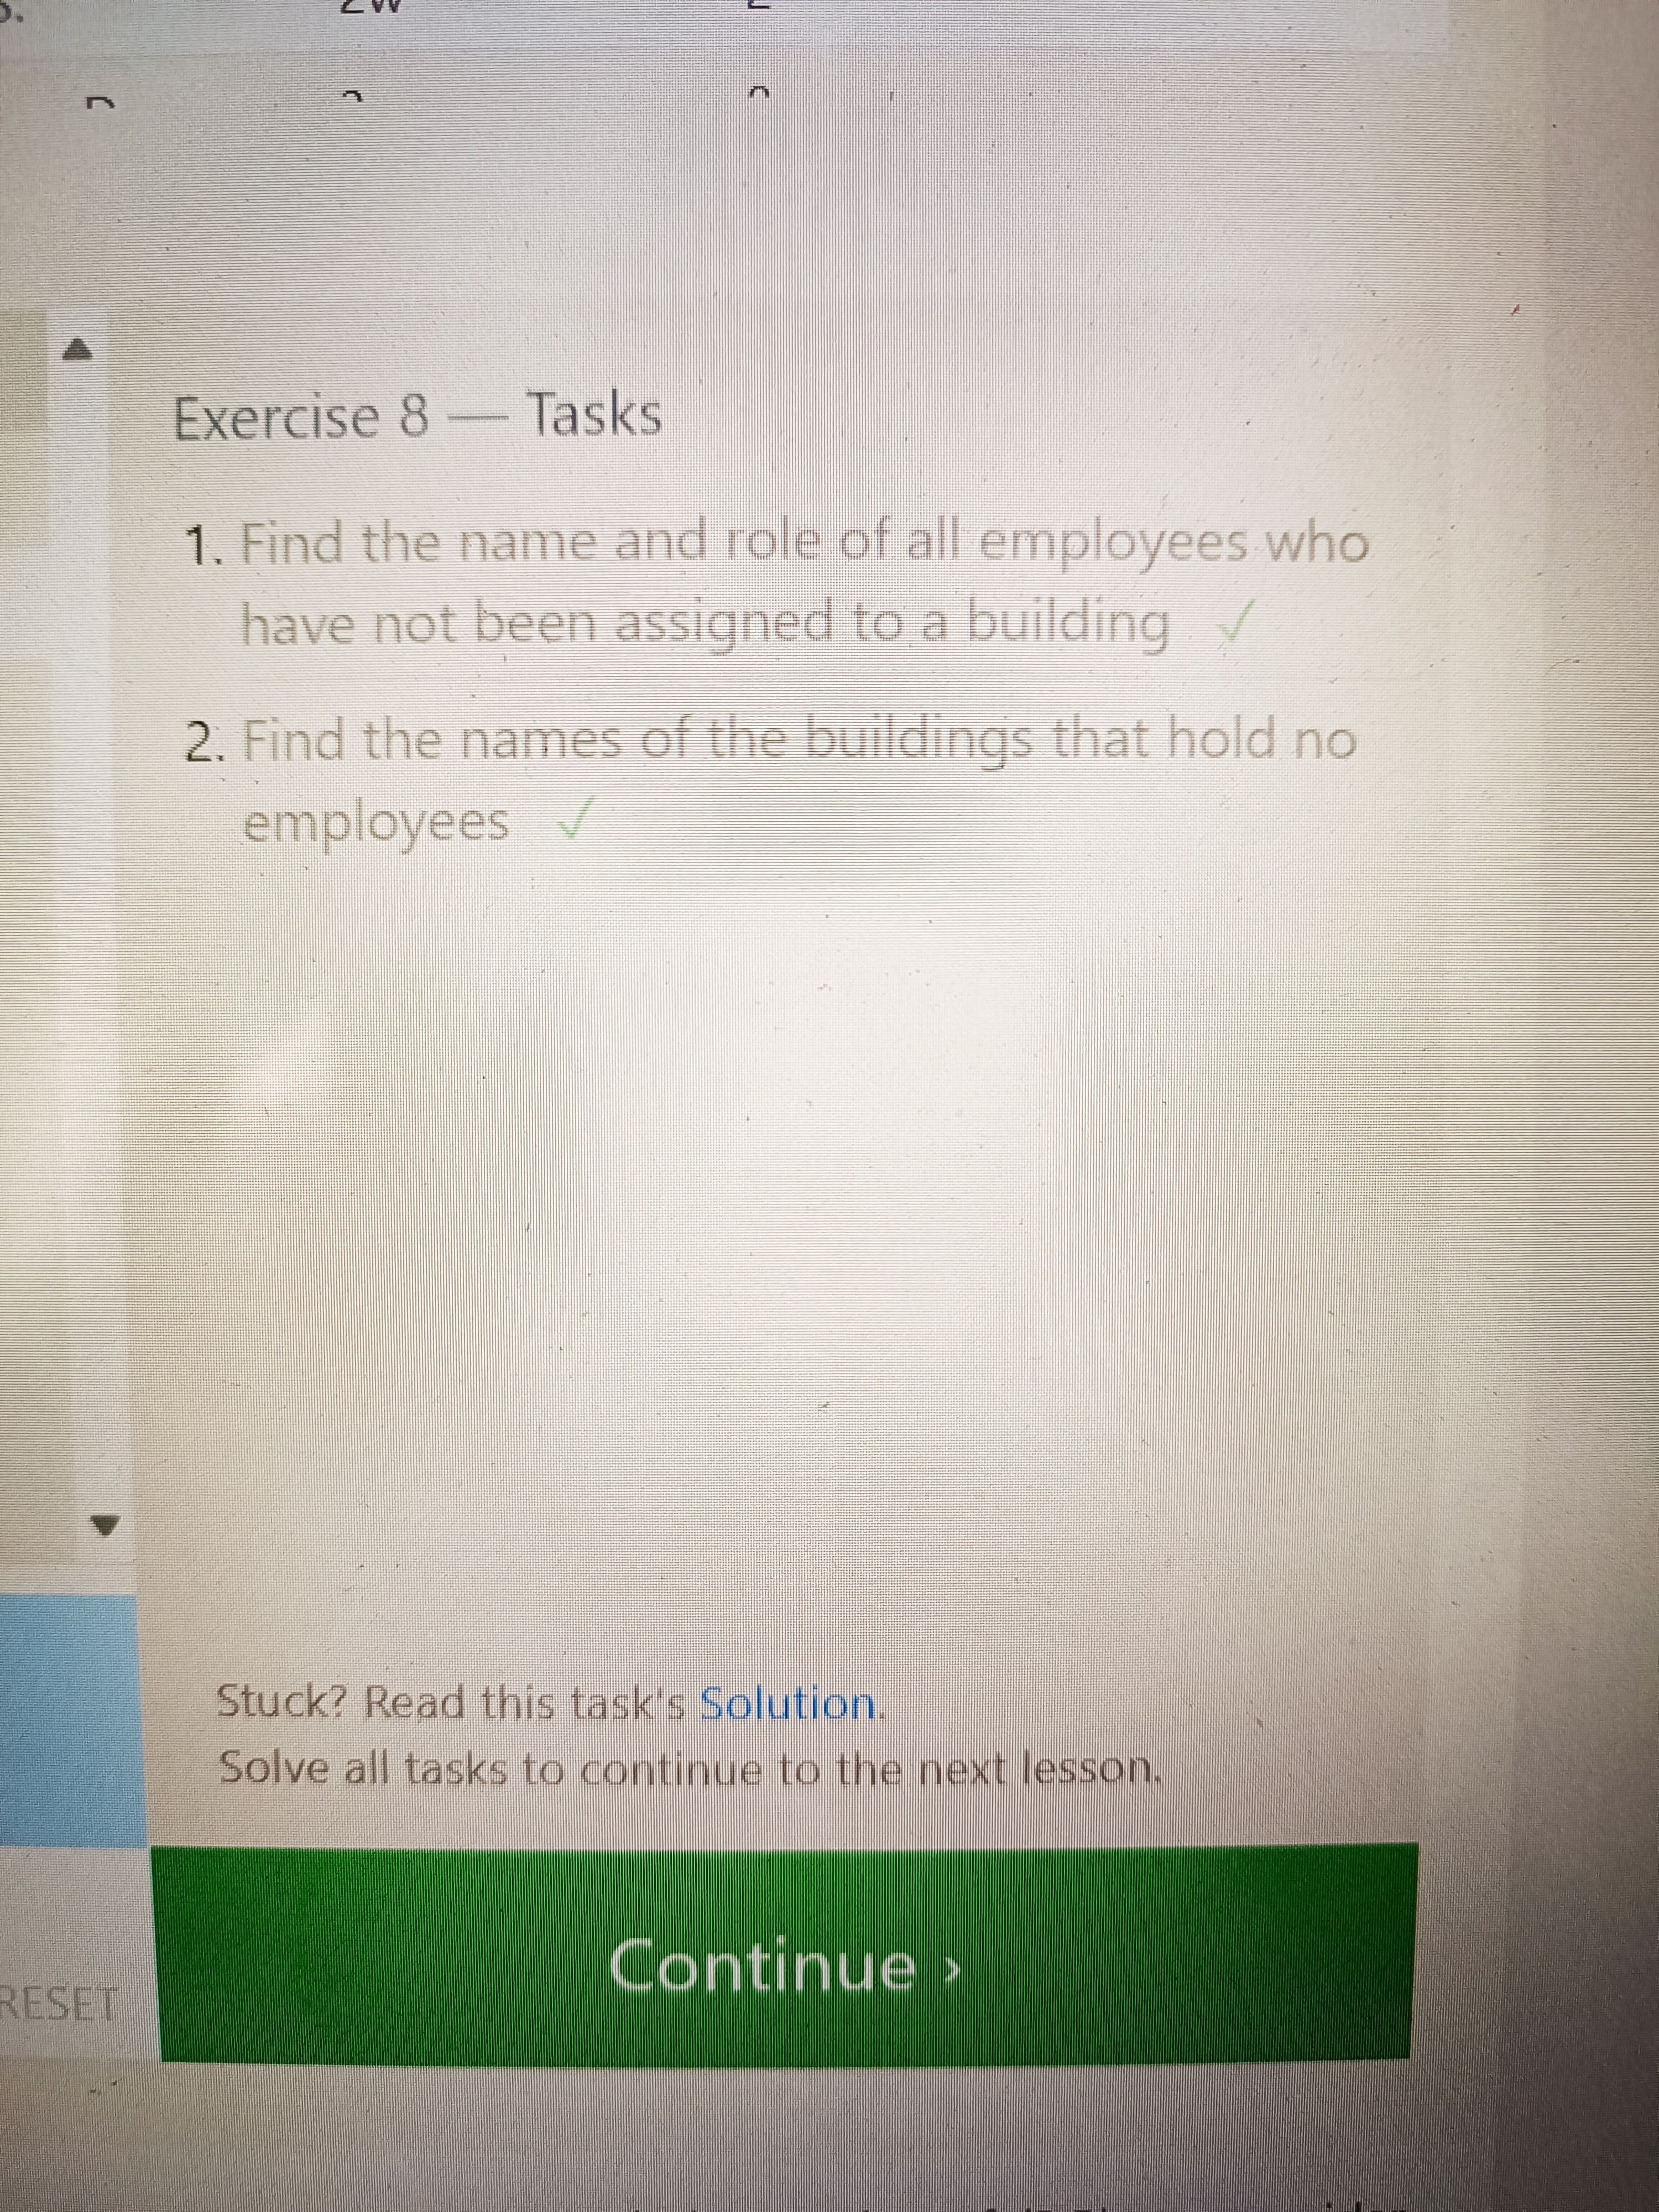 Exercise 8 — Tasks
1. Find the name and role of all employees who
have not been assigned to a building ✓
2. Find the names of the buildings that hold no
employees ✓
Stuck? Read this task's Solution.
Solve all tasks to continue to the next lesson.
Continue ›
RESET